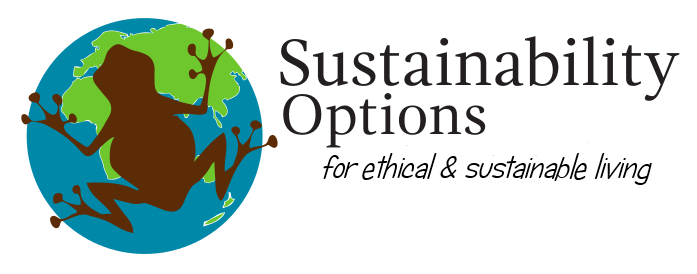 Sustainability
Options
for ethical & sustainable living